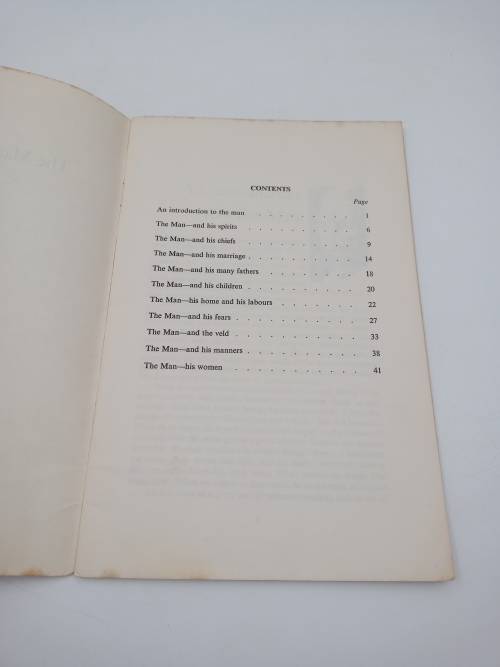 CONTENTS
Page
An introduction to the man . . . . . . . . . 1
The Man—and his spirits . . . . . . . . . 6
The Man—and his chiefs . . . . . . . . . 9
The Man—and his marriage . . . . . . . . . 14
The Man—and his many fathers . . . . . . . . 18
The Man—and his children . . . . . . . . . 20
The Man—his home and his labours . . . . . . . 22
The Man—and his fears . . . . . . . . . 27
The Man—and the veld . . . . . . . . . 33
The Man—and his manners . . . . . . . . . 38
The Man—his women . . . . . . . . . 41